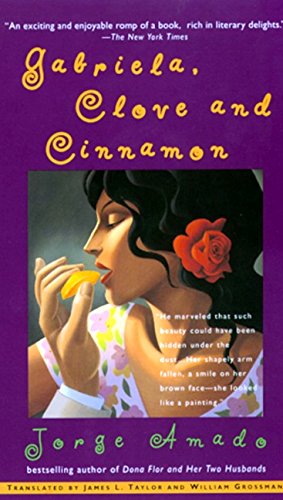 "An exciting and enjoyable romp of a book, rich in literary delights."
—The New York Times
Gabriela,
Clove and
Cinnamon
"He marveled that such
beauty could have been
hidden under the
dust...Her shapely arm
fallen, a smile on her
brown face—she looked
like a painting."
Jorge Amado
bestselling author of Dona Flor and Her Two Husbands
Translated by James L. Taylor and William Grossman